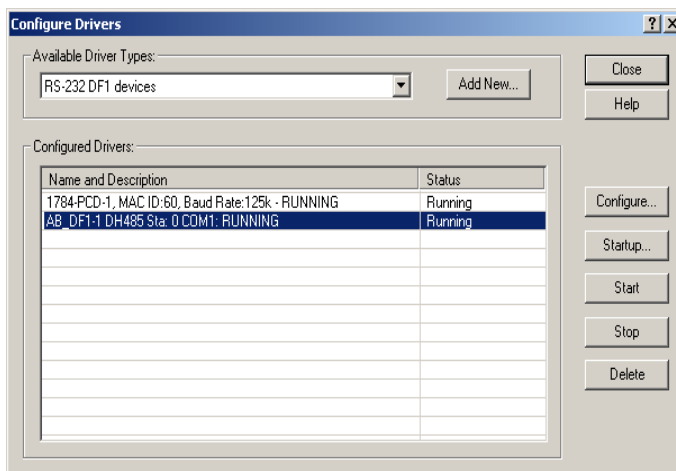 Configure Drivers
Available Driver Types:
RS-232 DF1 devices
Add New...
Close
Help
Configured Drivers:
Name and Description Status
1784-PCD-1, MAC ID:60, Baud Rate:125k - RUNNING Running
AB_DF1-1 DH485 Sta: 0 COM1: RUNNING Running
Configure...
Startup...
Start
Stop
Delete